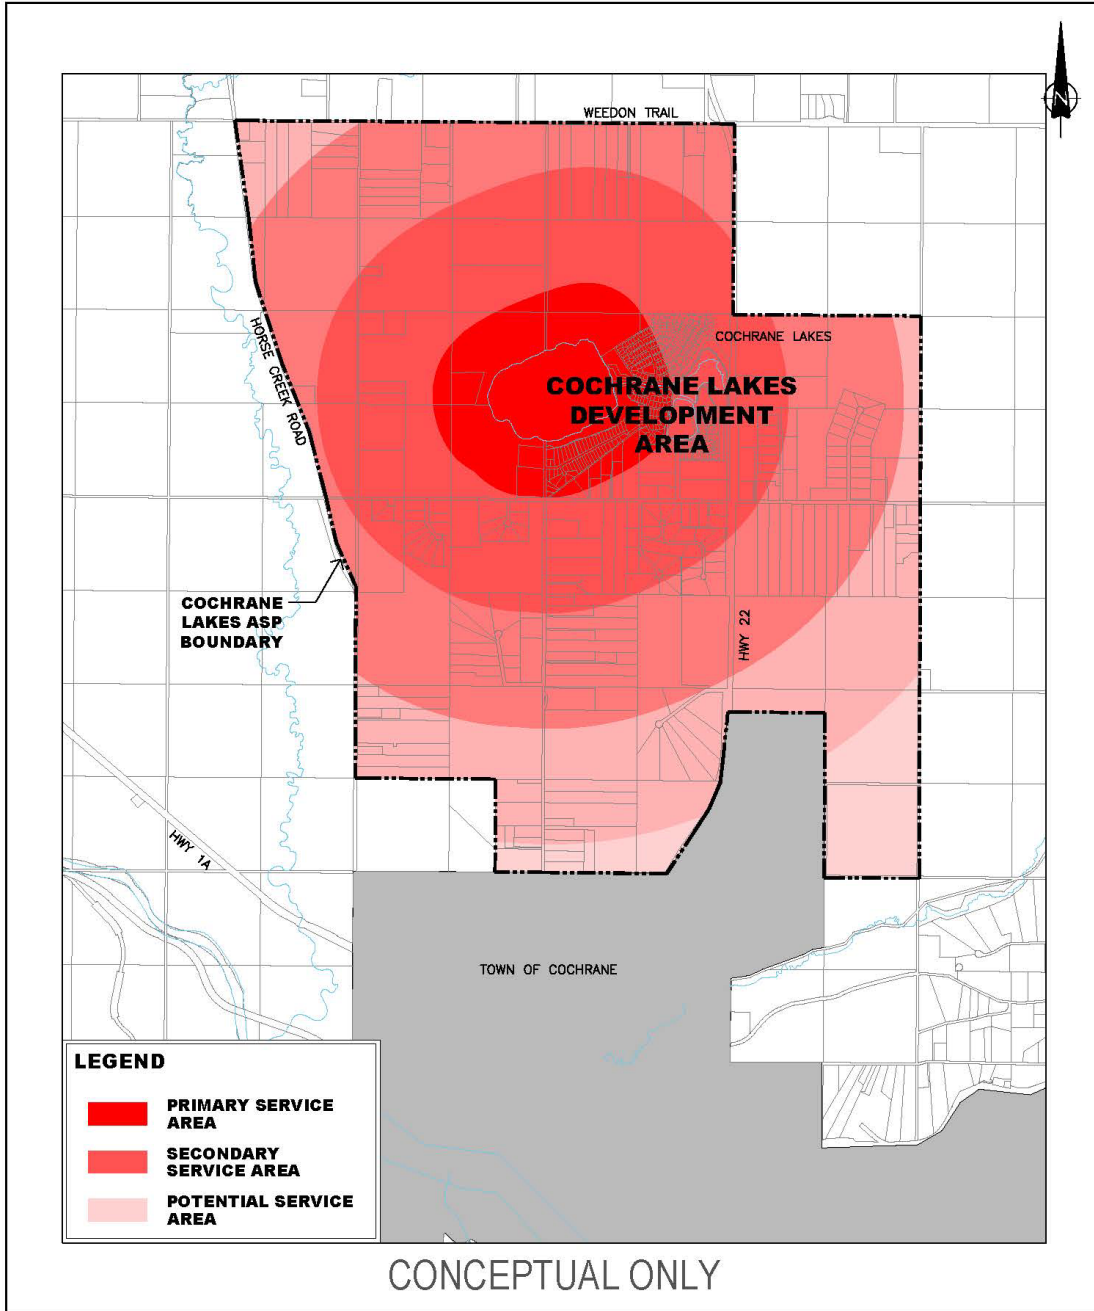 N
WEEDON TRAIL
COCHRANE LAKES
HORSE CREEK ROAD
COCHRANE LAKES
DEVELOPMENT
AREA
COCHRANE
LAKES ASP
BOUNDARY
HWY 22
HWY 1A
TOWN OF COCHRANE
LEGEND
PRIMARY SERVICE
AREA
SECONDARY
SERVICE AREA
POTENTIAL SERVICE
AREA
CONCEPTUAL ONLY